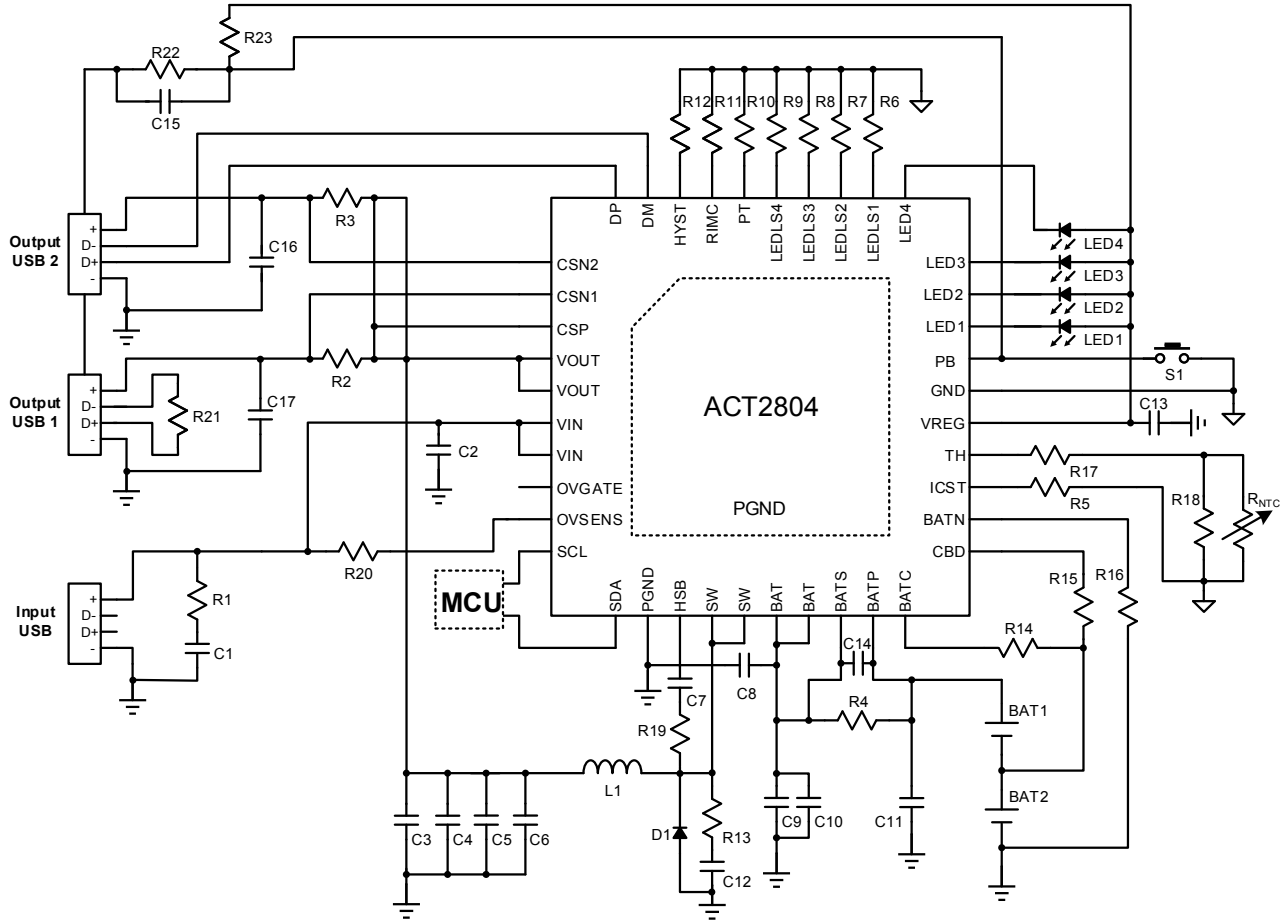 R23
R22
C15
R12 R11 R10 R9 R8 R7 R6
DP
DM
HYST
RIMC
PT
LEDLS4
LEDLS3
LEDLS2
LEDLS1
LED4
Output
USB 2
+
D-
D+
-
R3
C16
CSN2
CSN1
CSP
VOUT
VOUT
VIN
VIN
OVGATE
OVSENS
SCL
LED3
LED2
LED1
PB
GND
VREG
TH
ICST
BATN
CBD
LED4
LED3
LED2
LED1
S1
C13
Output
USB 1
+
D-
D+
-
R21
R2
C17
C2
ACT2804
PGND
R17
R5
R18
RNTC
R20
Input
USB
+
D-
D+
-
R1
C1
MCU
SDA
PGND
HSB
SW
SW
BAT
BAT
BATS
BATP
BATC
R15
R16
R14
C14
C8
C7
R4
R19
BAT1
BAT2
L1
C3
C4
C5
C6
D1
R13
C12
C9
C10
C11